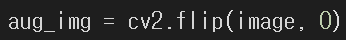 aug_img = cv2.flip(image, 0)